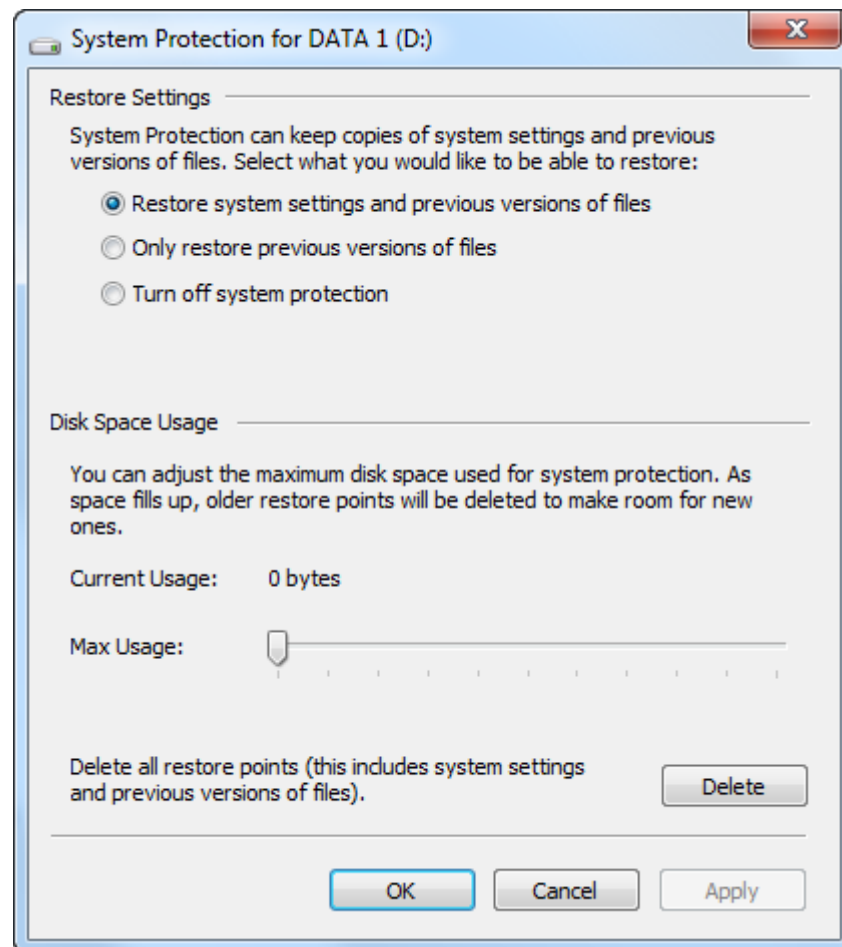 System Protection for DATA 1 (D:)
Restore Settings
System Protection can keep copies of system settings and previous
versions of files. Select what you would like to be able to restore:
Restore system settings and previous versions of files
Only restore previous versions of files
Turn off system protection
Disk Space Usage
You can adjust the maximum disk space used for system protection. As
space fills up, older restore points will be deleted to make room for new
ones.
Current Usage: 0 bytes
Max Usage:
Delete all restore points (this includes system settings
and previous versions of files).
Delete
OK Cancel Apply